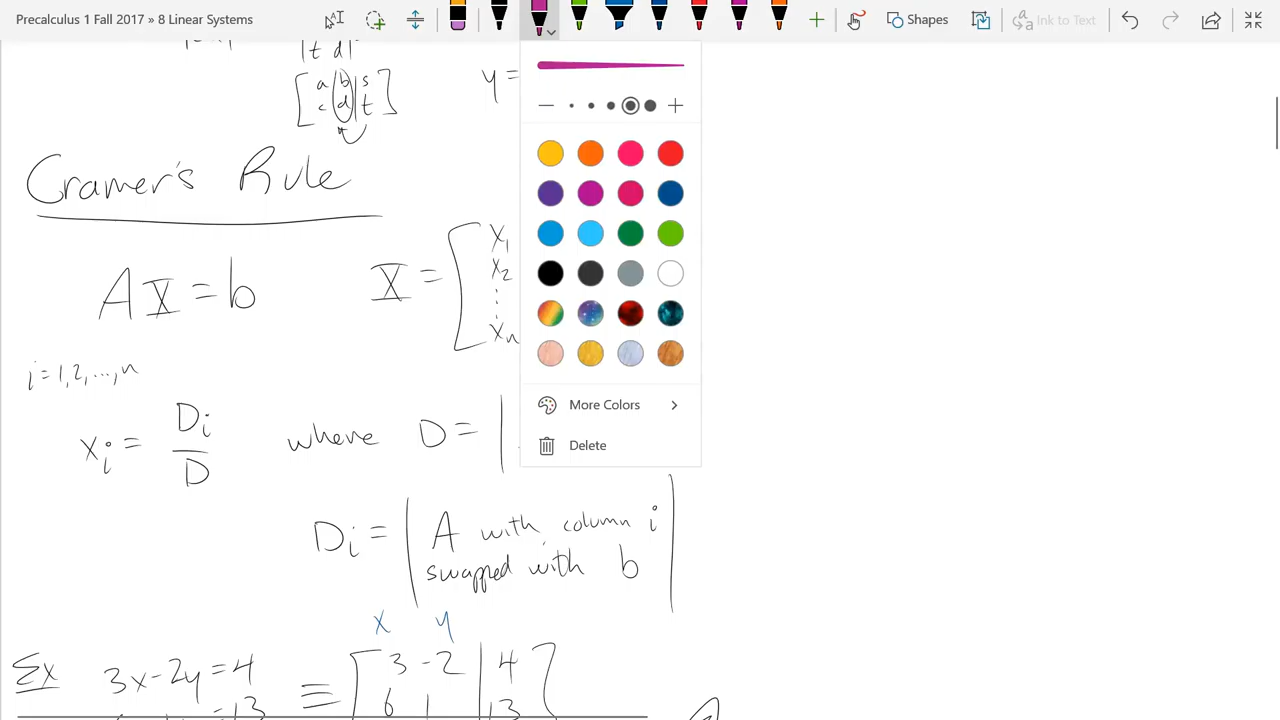 Precalculus 1 Fall 2017 » 8 Linear Systems
Shapes
Ink to Text
|t d|
[a b | s
c d | t]
y =
Cramer's Rule
AX = b
X = [x₁
x₂
⋮
xₙ
i=1,2,...,n
xᵢ = Dᵢ/D where D = |
Dᵢ = | A with column i
swapped with b |
More Colors
Delete
x y
Ex 3x-2y=4 ≡ [3 -2 | 4
=13 6 1 | 13]